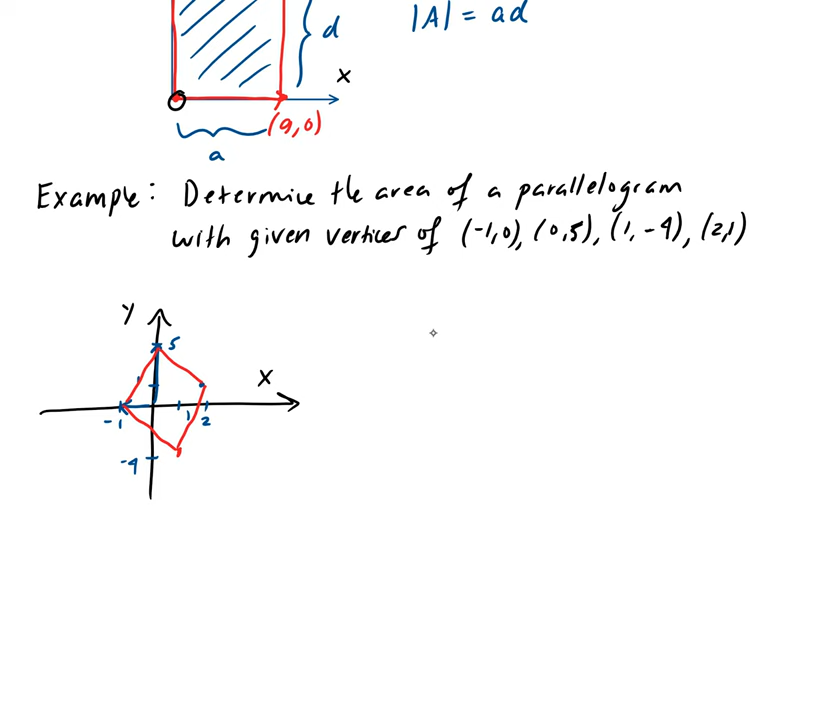 d
|A| = ad
x
(a,0)
a
Example: Determine the area of a parallelogram
with given vertices of (-1,0), (0,5), (1,-4), (2,1)
y
5
x
-1
1
2
-4